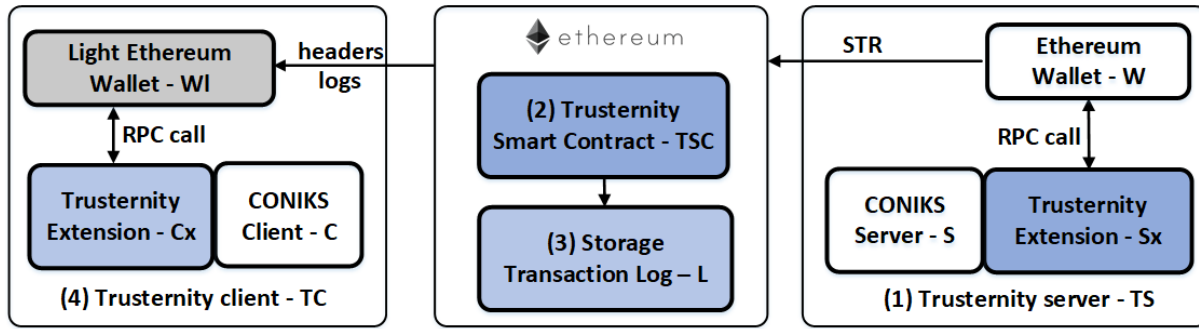 Light Ethereum
Wallet - Wl
RPC call
Trusternity
Extension - Cx
CONIKS
Client - C
(4) Trusternity client - TC
headers
logs
ethereum
(2) Trusternity
Smart Contract - TSC
(3) Storage
Transaction Log – L
STR
Ethereum
Wallet - W
RPC call
CONIKS
Server - S
Trusternity
Extension - Sx
(1) Trusternity server - TS